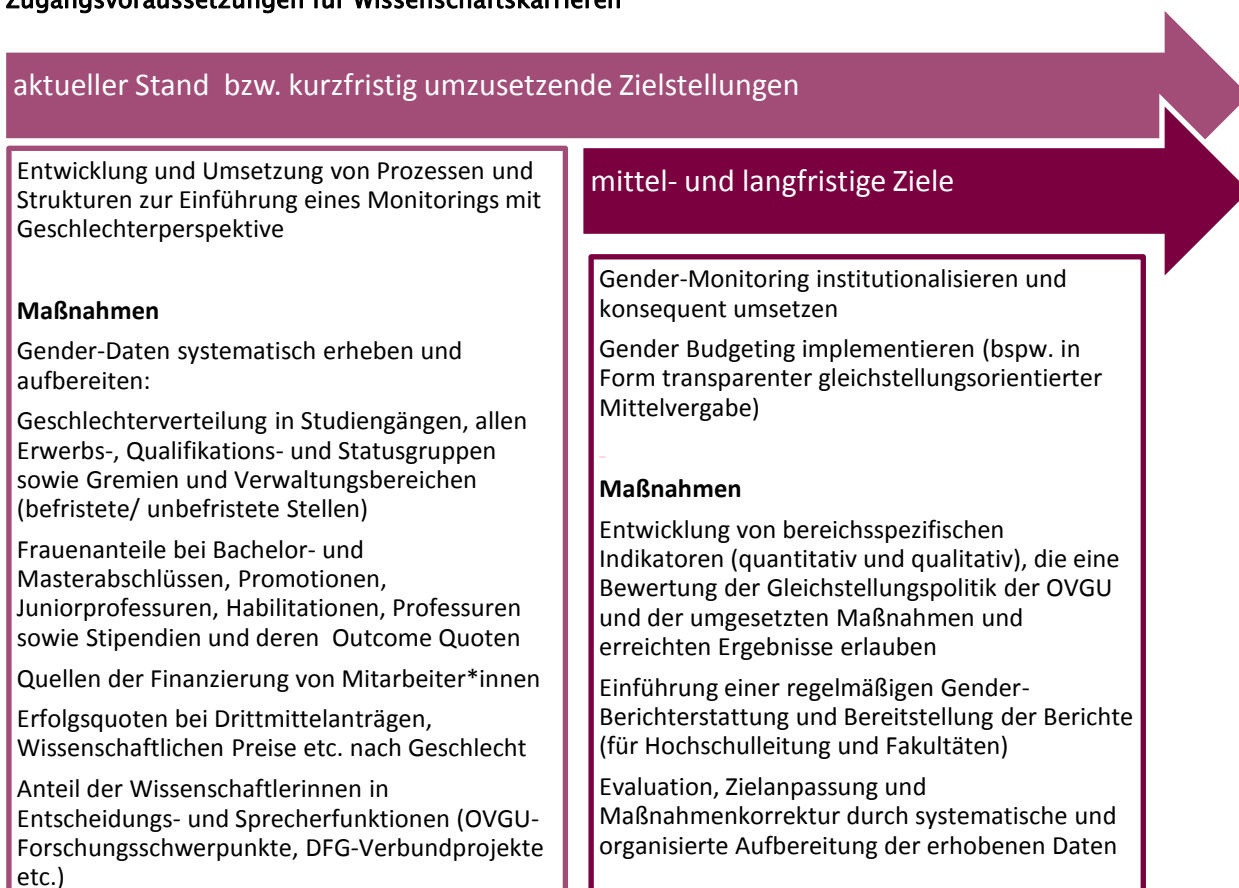 Zugangsvoraussetzungen für Wissenschaftskarrieren
aktueller Stand bzw. kurzfristig umzusetzende Zielstellungen
Entwicklung und Umsetzung von Prozessen und
Strukturen zur Einführung eines Monitorings mit
Geschlechterperspektive
Maßnahmen
Gender-Daten systematisch erheben und
aufbereiten:
Geschlechterverteilung in Studiengängen, allen
Erwerbs-, Qualifikations- und Statusgruppen
sowie Gremien und Verwaltungsbereichen
(befristete/ unbefristete Stellen)
Frauenanteile bei Bachelor- und
Masterabschlüssen, Promotionen,
Juniorprofessuren, Habilitationen, Professuren
sowie Stipendien und deren Outcome Quoten
Quellen der Finanzierung von Mitarbeiter*innen
Erfolgsquoten bei Drittmittelanträgen,
Wissenschaftlichen Preise etc. nach Geschlecht
Anteil der Wissenschaftlerinnen in
Entscheidungs- und Sprecherfunktionen (OVGU-
Forschungsschwerpunkte, DFG-Verbundprojekte
etc.)
mittel- und langfristige Ziele
Gender-Monitoring institutionalisieren und
konsequent umsetzen
Gender Budgeting implementieren (bspw. in
Form transparenter gleichstellungsorientierter
Mittelvergabe)
Maßnahmen
Entwicklung von bereichsspezifischen
Indikatoren (quantitativ und qualitativ), die eine
Bewertung der Gleichstellungspolitik der OVGU
und der umgesetzten Maßnahmen und
erreichten Ergebnisse erlauben
Einführung einer regelmäßigen Gender-
Berichterstattung und Bereitstellung der Berichte
(für Hochschulleitung und Fakultäten)
Evaluation, Zielanpassung und
Maßnahmenkorrektur durch systematische und
organisierte Aufbereitung der erhobenen Daten